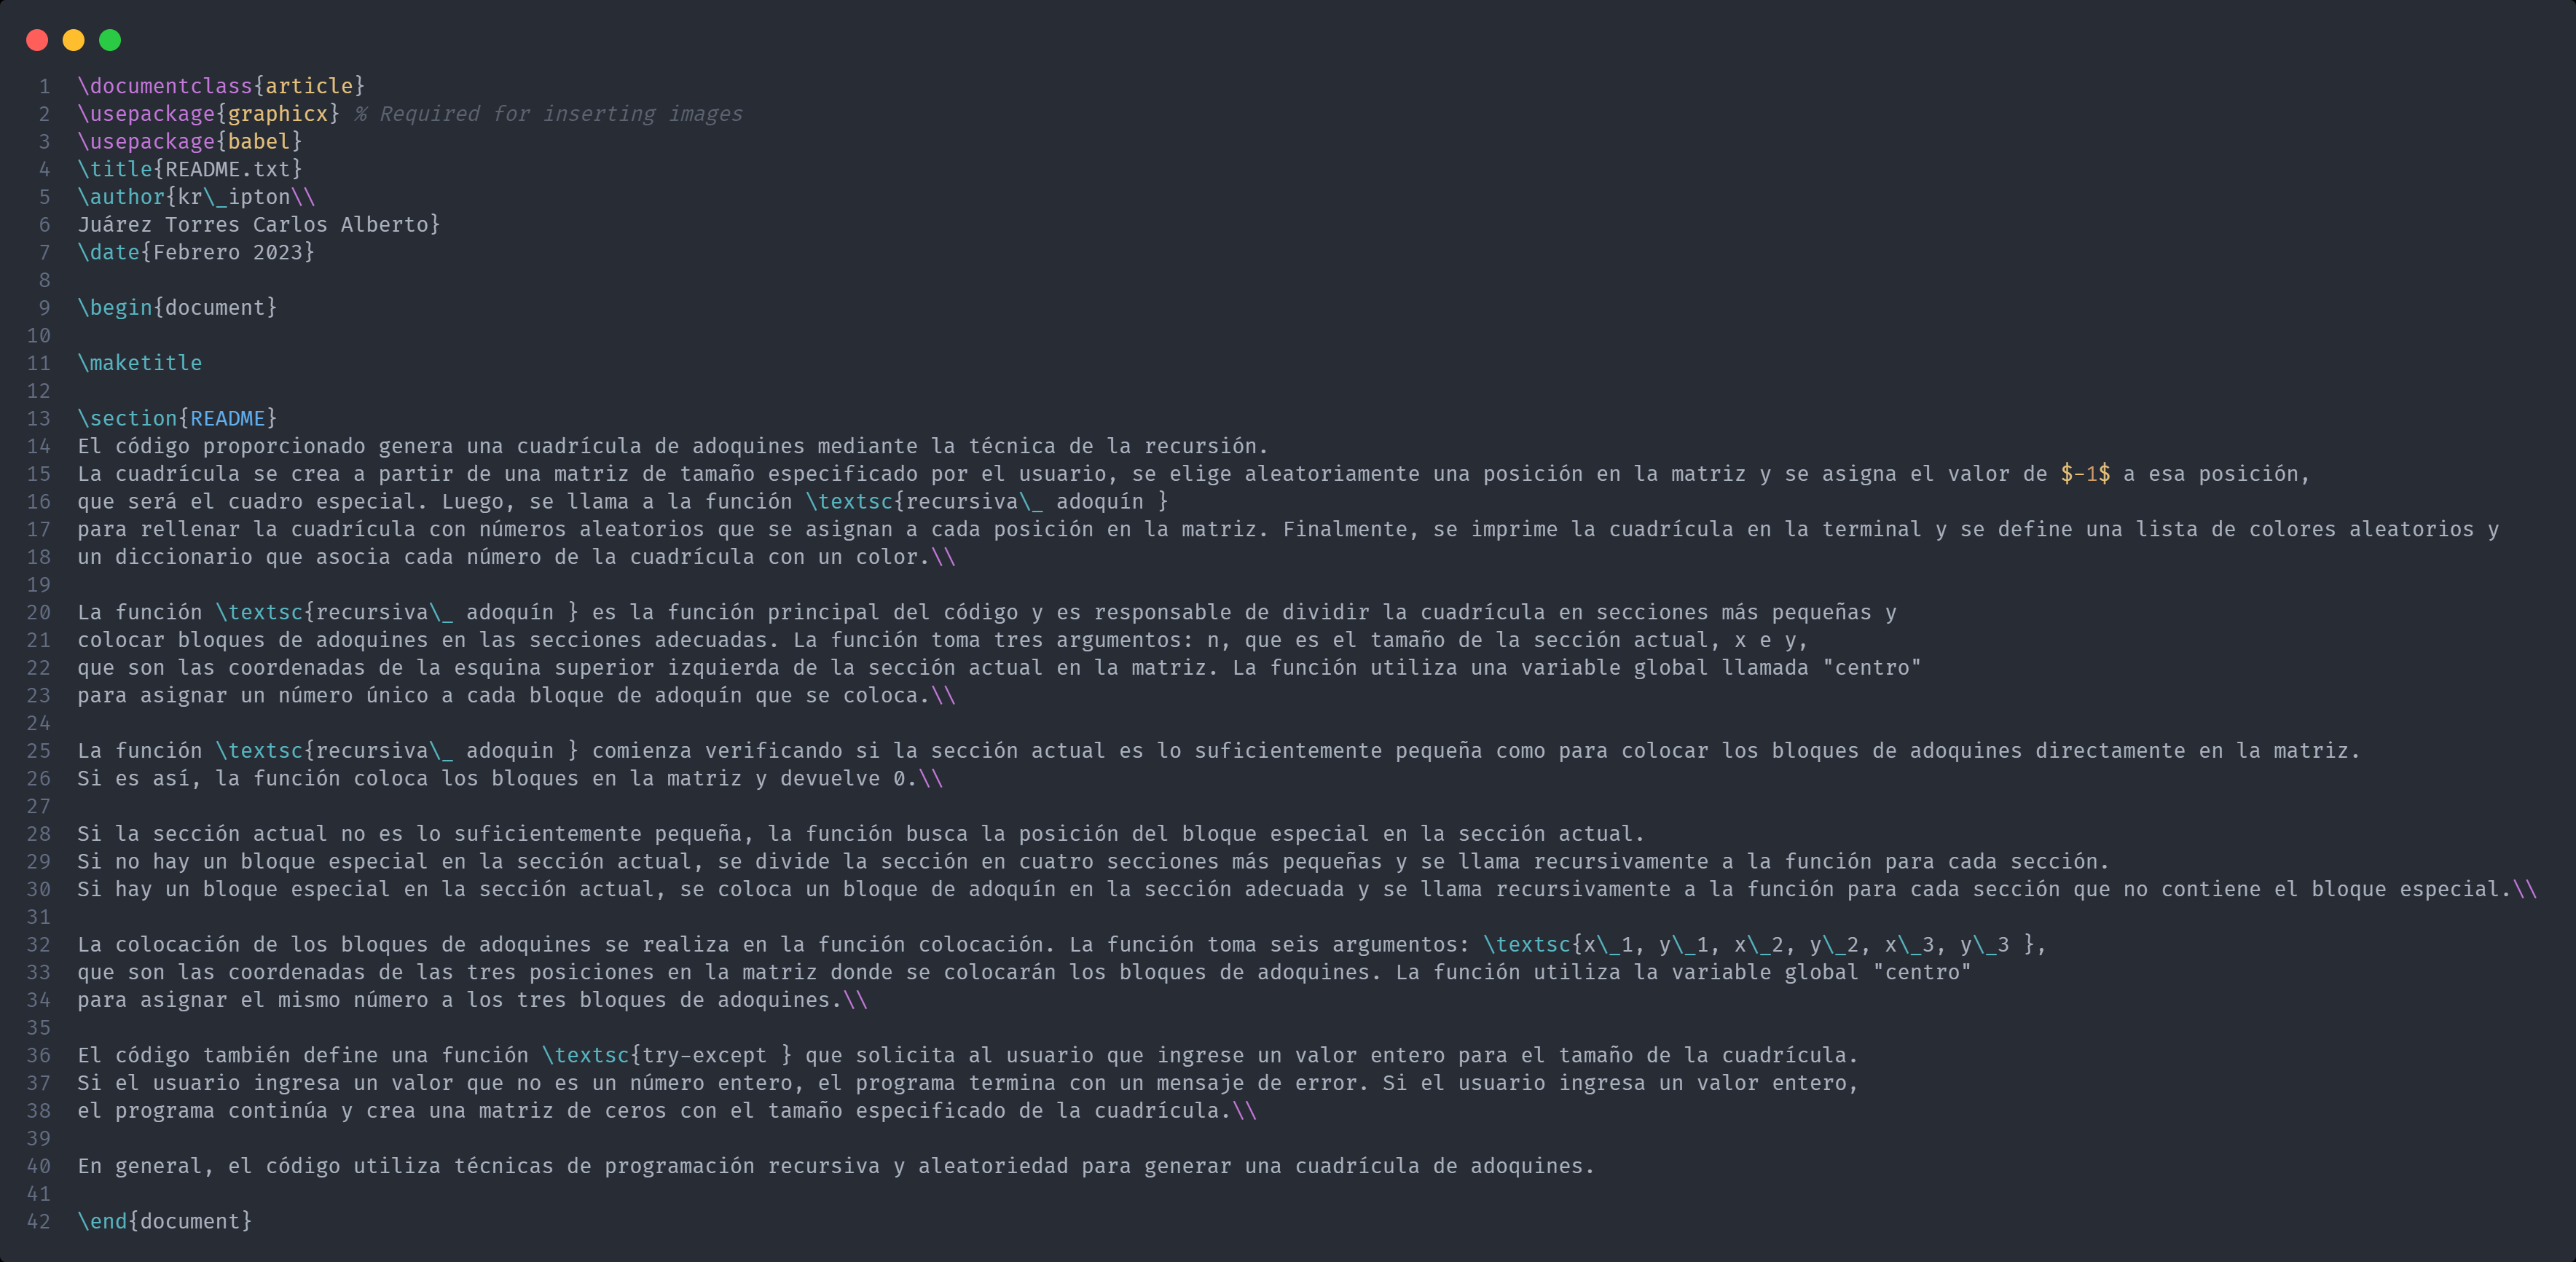 1 \documentclass{article}
2 \usepackage{graphicx} % Required for inserting images
3 \usepackage{babel}
4 \title{README.txt}
5 \author{kr\_ipton\\
6 Juárez Torres Carlos Alberto}
7 \date{Febrero 2023}
8
9 \begin{document}
10
11 \maketitle
12
13 \section{README}
14 El código proporcionado genera una cuadrícula de adoquines mediante la técnica de la recursión.
15 La cuadrícula se crea a partir de una matriz de tamaño especificado por el usuario, se elige aleatoriamente una posición en la matriz y se asigna el valor de $-1$ a esa posición,
16 que será el cuadro especial. Luego, se llama a la función \textsc{recursiva\_ adoquín }
17 para rellenar la cuadrícula con números aleatorios que se asignan a cada posición en la matriz. Finalmente, se imprime la cuadrícula en la terminal y se define una lista de colores aleatorios y
18 un diccionario que asocia cada número de la cuadrícula con un color.\\
19
20 La función \textsc{recursiva\_ adoquín } es la función principal del código y es responsable de dividir la cuadrícula en secciones más pequeñas y
21 colocar bloques de adoquines en las secciones adecuadas. La función toma tres argumentos: n, que es el tamaño de la sección actual, x e y,
22 que son las coordenadas de la esquina superior izquierda de la sección actual en la matriz. La función utiliza una variable global llamada "centro"
23 para asignar un número único a cada bloque de adoquín que se coloca.\\
24
25 La función \textsc{recursiva\_ adoquin } comienza verificando si la sección actual es lo suficientemente pequeña como para colocar los bloques de adoquines directamente en la matriz.
26 Si es así, la función coloca los bloques en la matriz y devuelve 0.\\
27
28 Si la sección actual no es lo suficientemente pequeña, la función busca la posición del bloque especial en la sección actual.
29 Si no hay un bloque especial en la sección actual, se divide la sección en cuatro secciones más pequeñas y se llama recursivamente a la función para cada sección.
30 Si hay un bloque especial en la sección actual, se coloca un bloque de adoquín en la sección adecuada y se llama recursivamente a la función para cada sección que no contiene el bloque especial.\\
31
32 La colocación de los bloques de adoquines se realiza en la función colocación. La función toma seis argumentos: \textsc{x\_1, y\_1, x\_2, y\_2, x\_3, y\_3 },
33 que son las coordenadas de las tres posiciones en la matriz donde se colocarán los bloques de adoquines. La función utiliza la variable global "centro"
34 para asignar el mismo número a los tres bloques de adoquines.\\
35
36 El código también define una función \textsc{try-except } que solicita al usuario que ingrese un valor entero para el tamaño de la cuadrícula.
37 Si el usuario ingresa un valor que no es un número entero, el programa termina con un mensaje de error. Si el usuario ingresa un valor entero,
38 el programa continúa y crea una matriz de ceros con el tamaño especificado de la cuadrícula.\\
39
40 En general, el código utiliza técnicas de programación recursiva y aleatoriedad para generar una cuadrícula de adoquines.
41
42 \end{document}